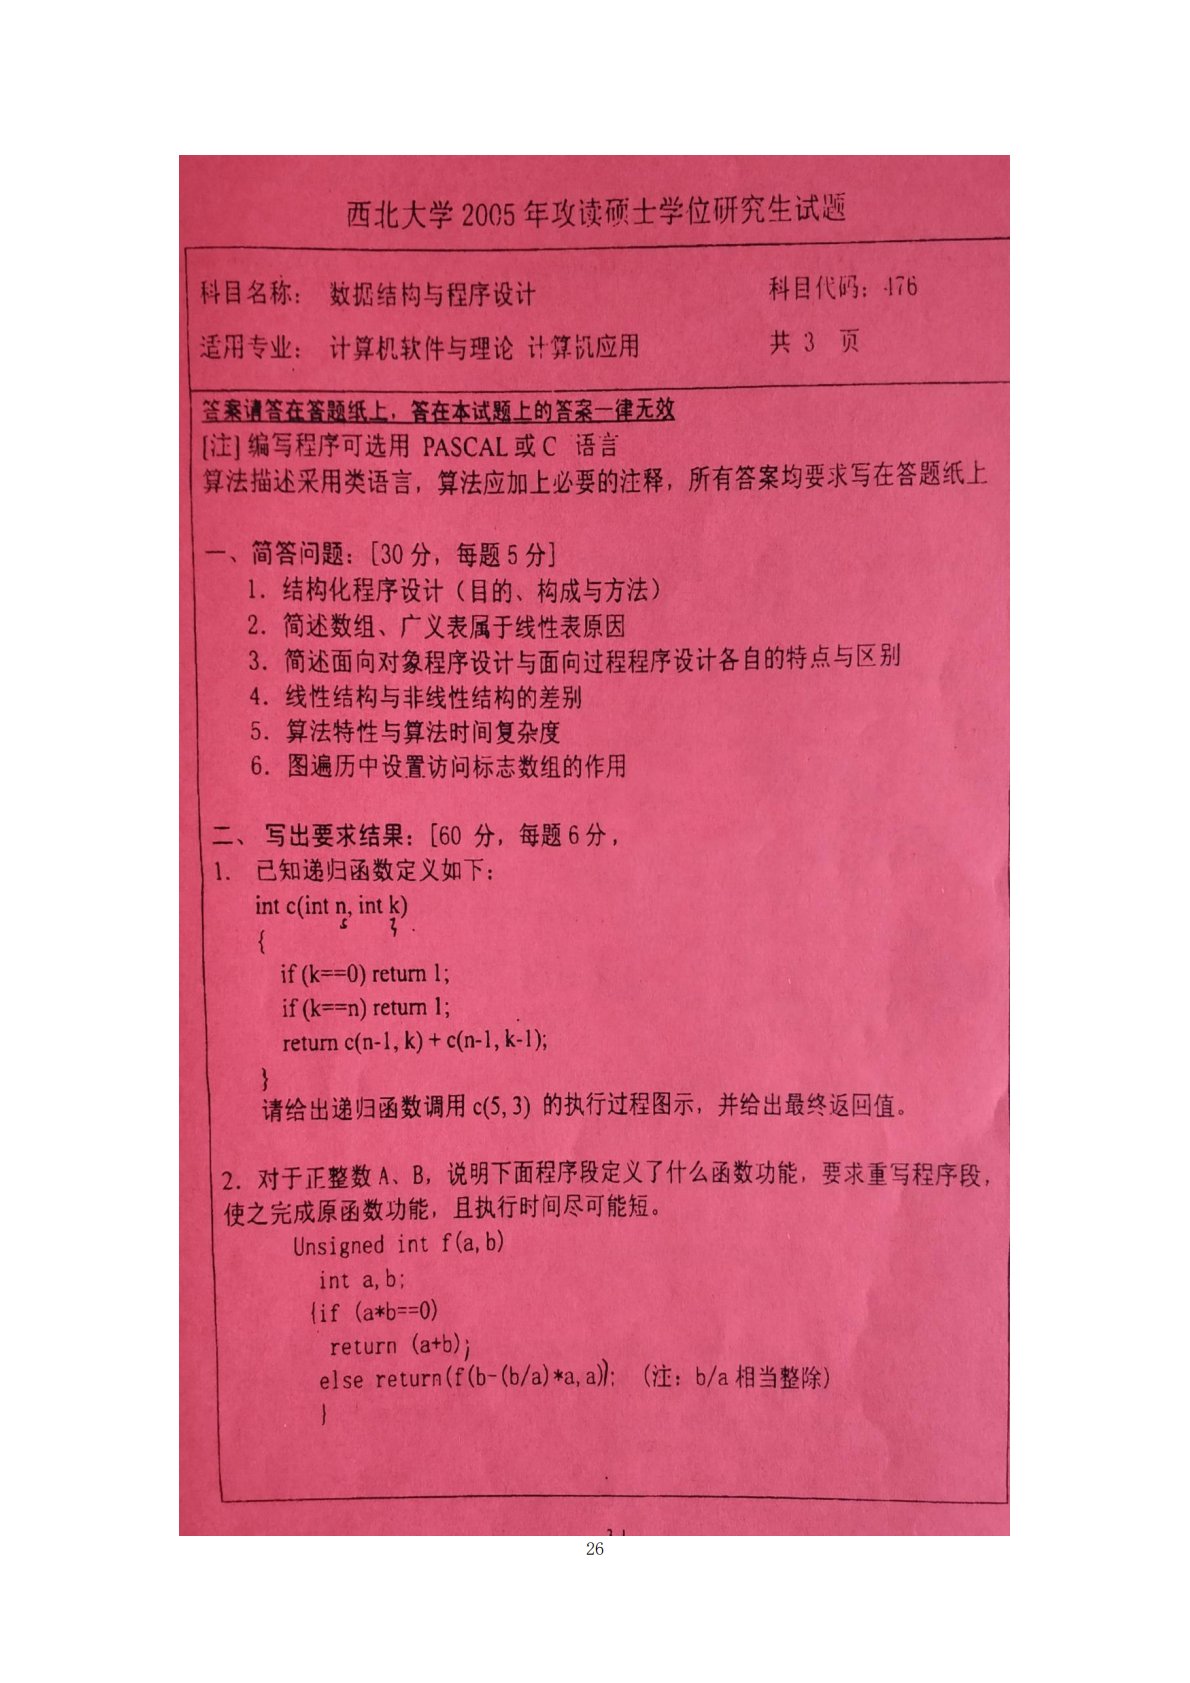 西北大学 2005 年攻读硕士学位研究生试题
科目名称： 数据结构与程序设计 科目代码：476
适用专业： 计算机软件与理论 计算机应用 共 3 页
答案请答在答题纸上，答在本试题上的答案一律无效
[注] 编写程序可选用 PASCAL 或 C 语言
算法描述采用类语言，算法应加上必要的注释，所有答案均要求写在答题纸上
一、简答问题：[30 分，每题 5 分]
1. 结构化程序设计（目的、构成与方法）
2. 简述数组、广义表属于线性表原因
3. 简述面向对象程序设计与面向过程程序设计各自的特点与区别
4. 线性结构与非线性结构的差别
5. 算法特性与算法时间复杂度
6. 图遍历中设置访问标志数组的作用
二、 写出要求结果：[60 分，每题 6 分，
1. 已知递归函数定义如下：
int c(int n, int k)
5 3
{
if (k==0) return 1;
if (k==n) return 1;
return c(n-1, k) + c(n-1, k-1);
}
请给出递归函数调用 c(5, 3) 的执行过程图示，并给出最终返回值。
2. 对于正整数 A、B，说明下面程序段定义了什么函数功能，要求重写程序段，
使之完成原函数功能，且执行时间尽可能短。
Unsigned int f(a, b)
int a, b;
{if (a*b==0)
return (a+b);
else return(f(b-(b/a)*a, a)); (注：b/a 相当整除)
}
26